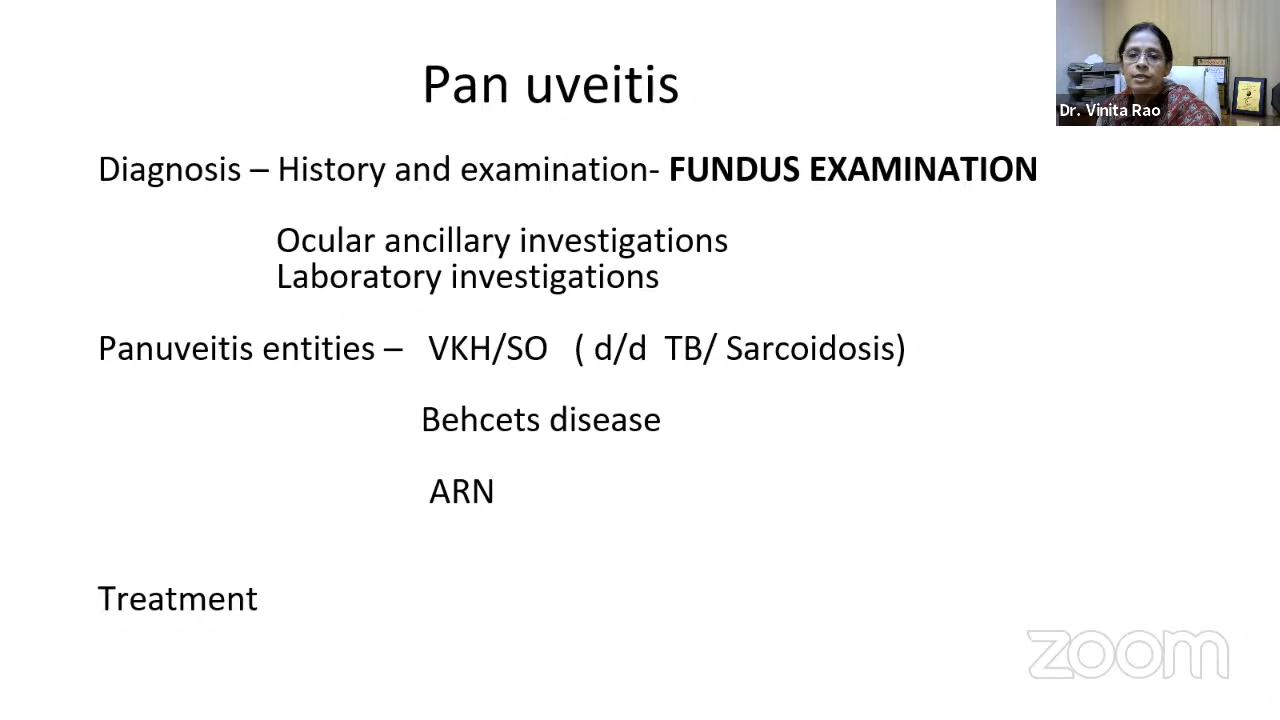 Pan uveitis
Dr. Vinita Rao
Diagnosis – History and examination- FUNDUS EXAMINATION
Ocular ancillary investigations
Laboratory investigations
Panuveitis entities – VKH/SO ( d/d TB/ Sarcoidosis)
Behcets disease
ARN
Treatment
zoom